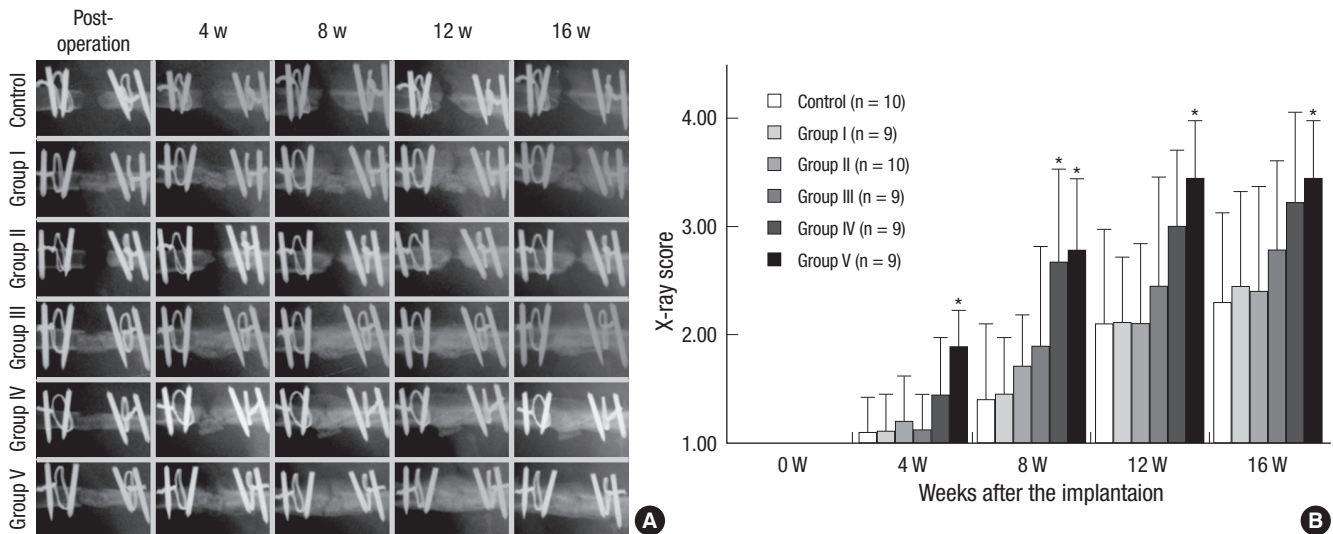 Post-
operation
4 w
8 w
12 w
16 w
Control
Group I
Group II
Group III
Group IV
Group V
A
X-ray score
4.00
3.00
2.00
1.00
Control (n = 10)
Group I (n = 9)
Group II (n = 10)
Group III (n = 9)
Group IV (n = 9)
Group V (n = 9)
*
*
*
*
*
0 W
4 W
8 W
12 W
16 W
Weeks after the implantaion
B